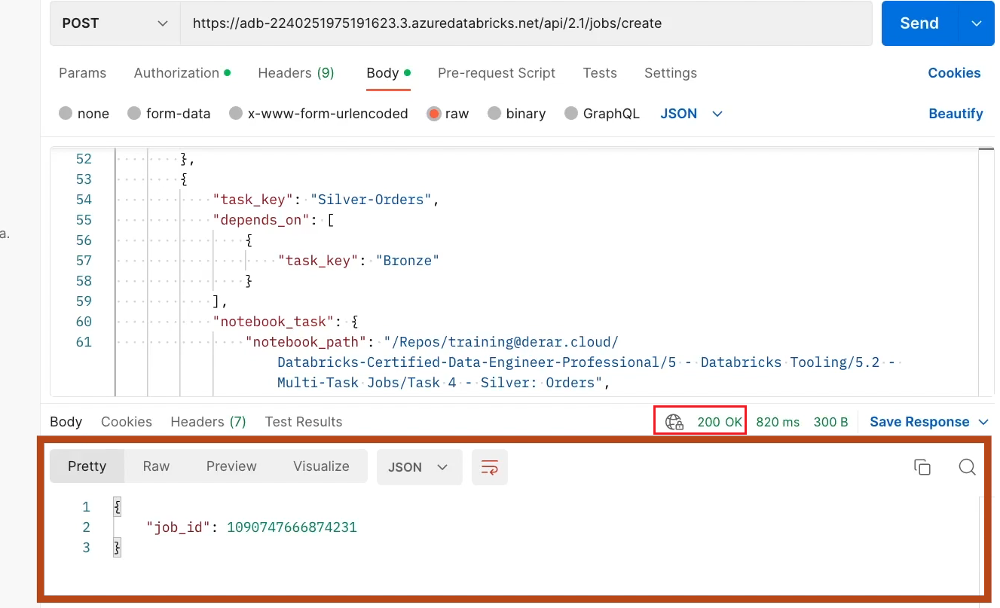 POST https://adb-2240251975191623.3.azuredatabricks.net/api/2.1/jobs/create Send
Params Authorization Headers (9) Body Pre-request Script Tests Settings Cookies
none form-data x-www-form-urlencoded raw binary GraphQL JSON Beautify
52 },
53 {
54 "task_key": "Silver-Orders",
55 "depends_on": [
a.
56 {
57 "task_key": "Bronze"
58 }
59 ],
60 "notebook_task": {
61 "notebook_path": "/Repos/training@derar.cloud/
Databricks-Certified-Data-Engineer-Professional/5 - Databricks Tooling/5.2 -
Multi-Task Jobs/Task 4 - Silver: Orders",
Body Cookies Headers (7) Test Results 200 OK 820 ms 300 B Save Response
Pretty Raw Preview Visualize JSON
1 {
2 "job_id": 1090747666874231
3 }